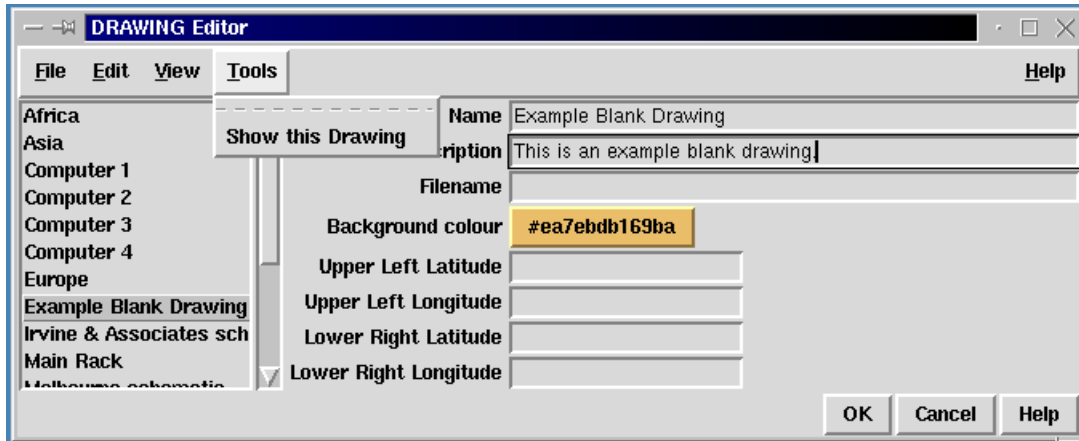 DRAWING Editor
File Edit View Tools Help
Africa
Asia
Computer 1
Computer 2
Computer 3
Computer 4
Europe
Example Blank Drawing
Irvine & Associates sch
Main Rack
Show this Drawing
Name Example Blank Drawing
ription This is an example blank drawing.
Filename
Background colour #ea7ebdb169ba
Upper Left Latitude
Upper Left Longitude
Lower Right Latitude
Lower Right Longitude
OK Cancel Help